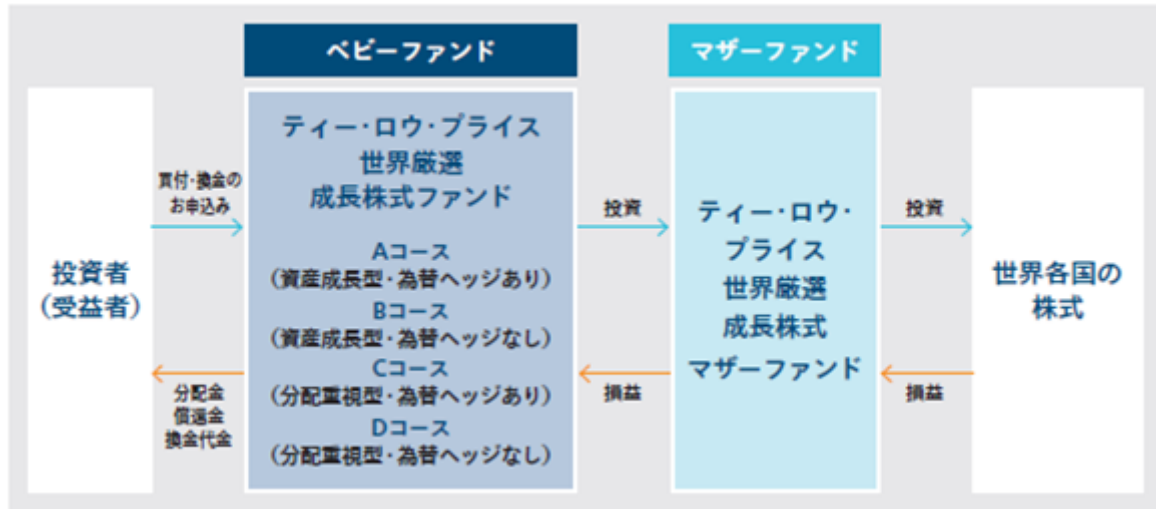 ベビーファンド
マザーファンド
投資者
（受益者）
買付・換金の
お申込み
分配金
償還金
換金代金
ティー・ロウ・プライス
世界厳選
成長株式ファンド
Aコース
（資産成長型・為替ヘッジあり）
Bコース
（資産成長型・為替ヘッジなし）
Cコース
（分配重視型・為替ヘッジあり）
Dコース
（分配重視型・為替ヘッジなし）
投資
損益
ティー・ロウ・
プライス
世界厳選
成長株式
マザーファンド
投資
損益
世界各国の
株式